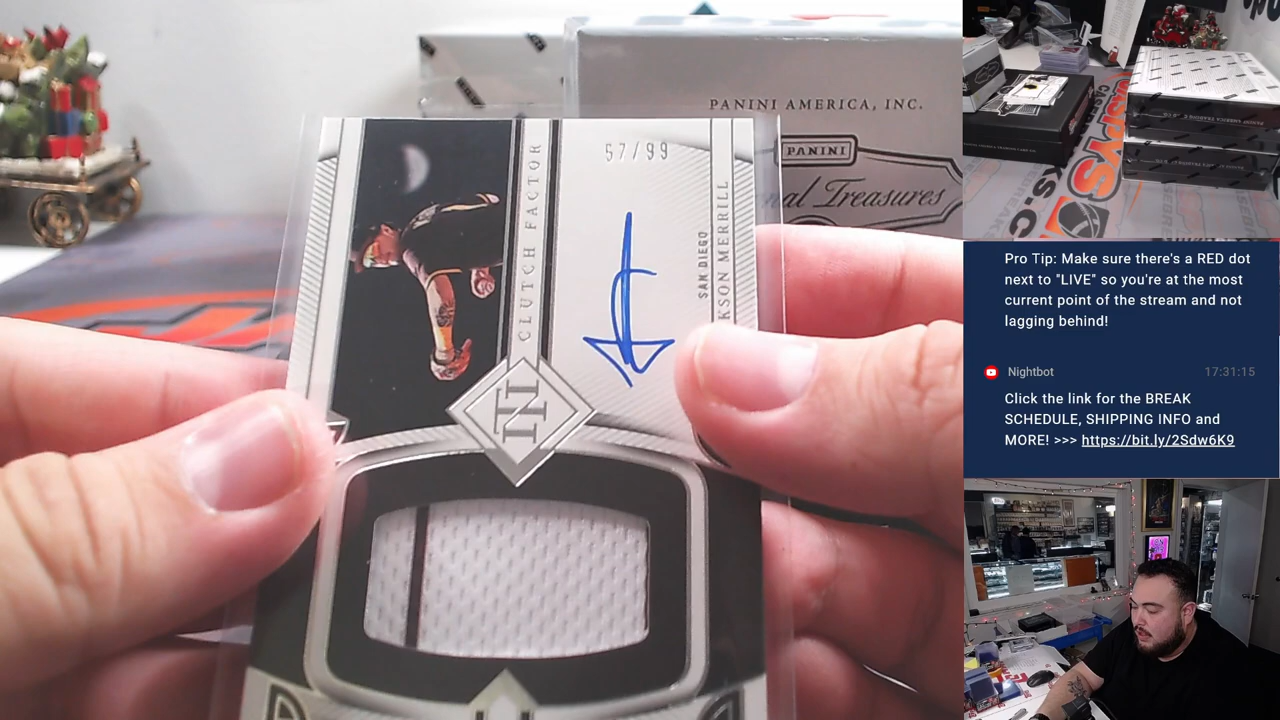 PANINI AMERICA, INC.
PANINI
nal Treasures
57/99
CLUTCH FACTOR
SAN DIEGO
KSON MERRILL
NT
Pro Tip: Make sure there's a RED dot
next to "LIVE" so you're at the most
current point of the stream and not
lagging behind!
Nightbot 17:31:15
Click the link for the BREAK
SCHEDULE, SHIPPING INFO and
MORE! >>> https://bit.ly/2Sdw6K9